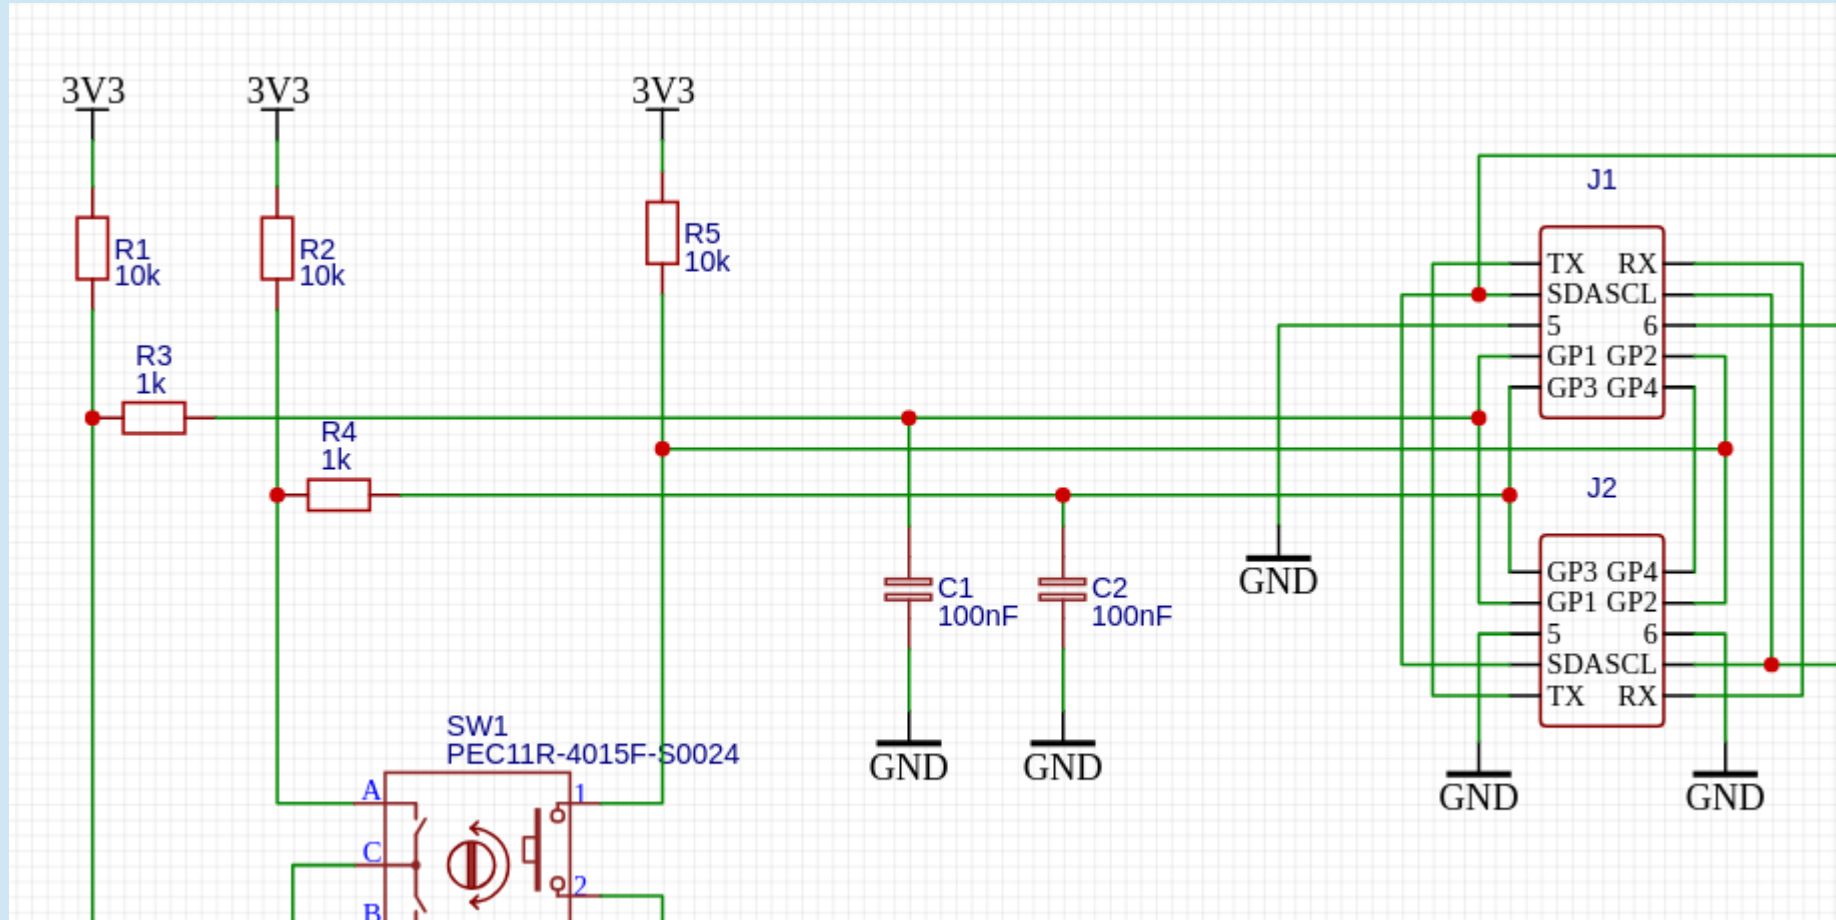 3V3
3V3
3V3
J1
R1
10k
R2
10k
R5
10k
TX RX
SDASCL
5 6
GP1 GP2
GP3 GP4
R3
1k
R4
1k
J2
GND
C1
100nF
C2
100nF
GP3 GP4
GP1 GP2
5 6
SDASCL
TX RX
SW1
PEC11R-4015F-S0024
GND
GND
GND
GND
A
1
C
2
B